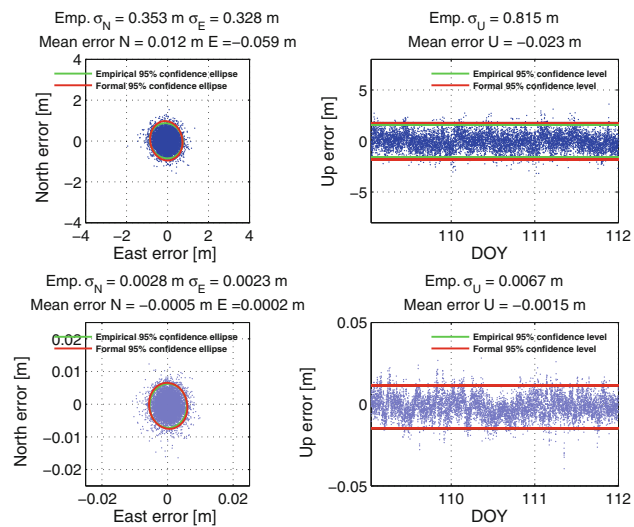 Emp. σ_N = 0.353 m σ_E = 0.328 m
Mean error N = 0.012 m E =−0.059 m
4
2
0
−2
−4
North error [m]
Empirical 95% confidence ellipse
Formal 95% confidence ellipse
−4 −2 0 2 4
East error [m]
Emp. σ_U = 0.815 m
Mean error U = −0.023 m
5
0
−5
Up error [m]
Empirical 95% confidence level
Formal 95% confidence level
110 111 112
DOY
Emp. σ_N = 0.0028 m σ_E = 0.0023 m
Mean error N = −0.0005 m E =0.0002 m
0.02
0.01
0
−0.01
−0.02
North error [m]
Empirical 95% confidence ellipse
Formal 95% confidence ellipse
−0.02 0 0.02
East error [m]
Emp. σ_U = 0.0067 m
Mean error U = −0.0015 m
0.05
0
−0.05
Up error [m]
Empirical 95% confidence level
Formal 95% confidence level
110 111 112
DOY